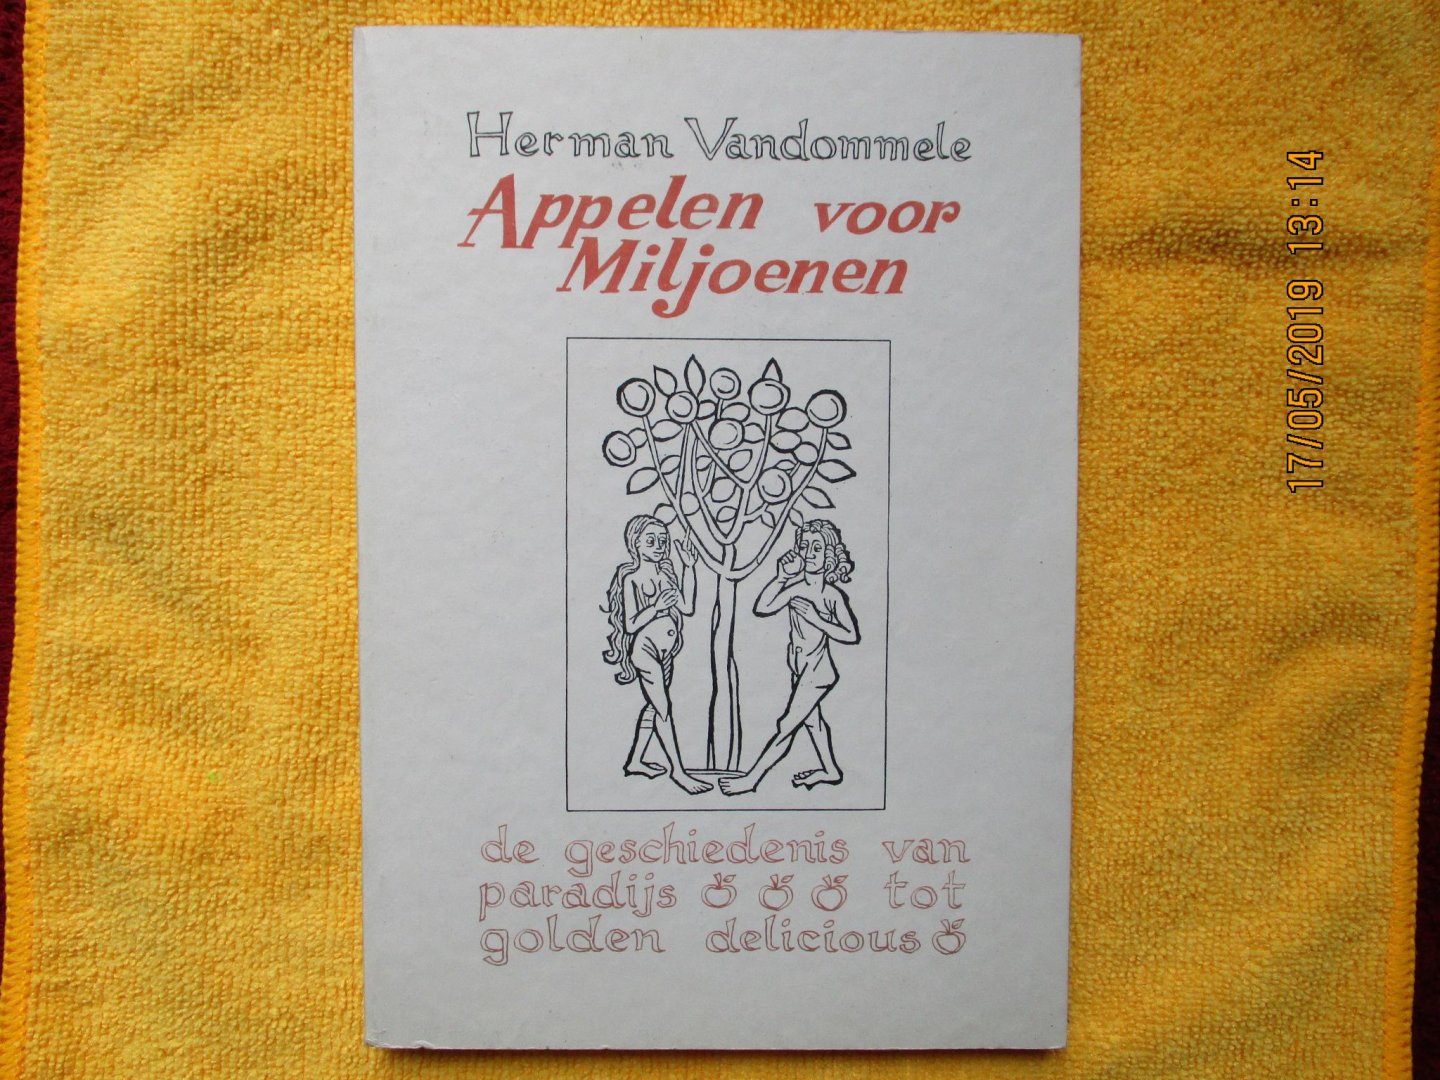 Herman Vandommele
Appelen voor
Miljoenen
de geschiedenis van
paradijs tot
golden delicious
17/05/2019 13:14